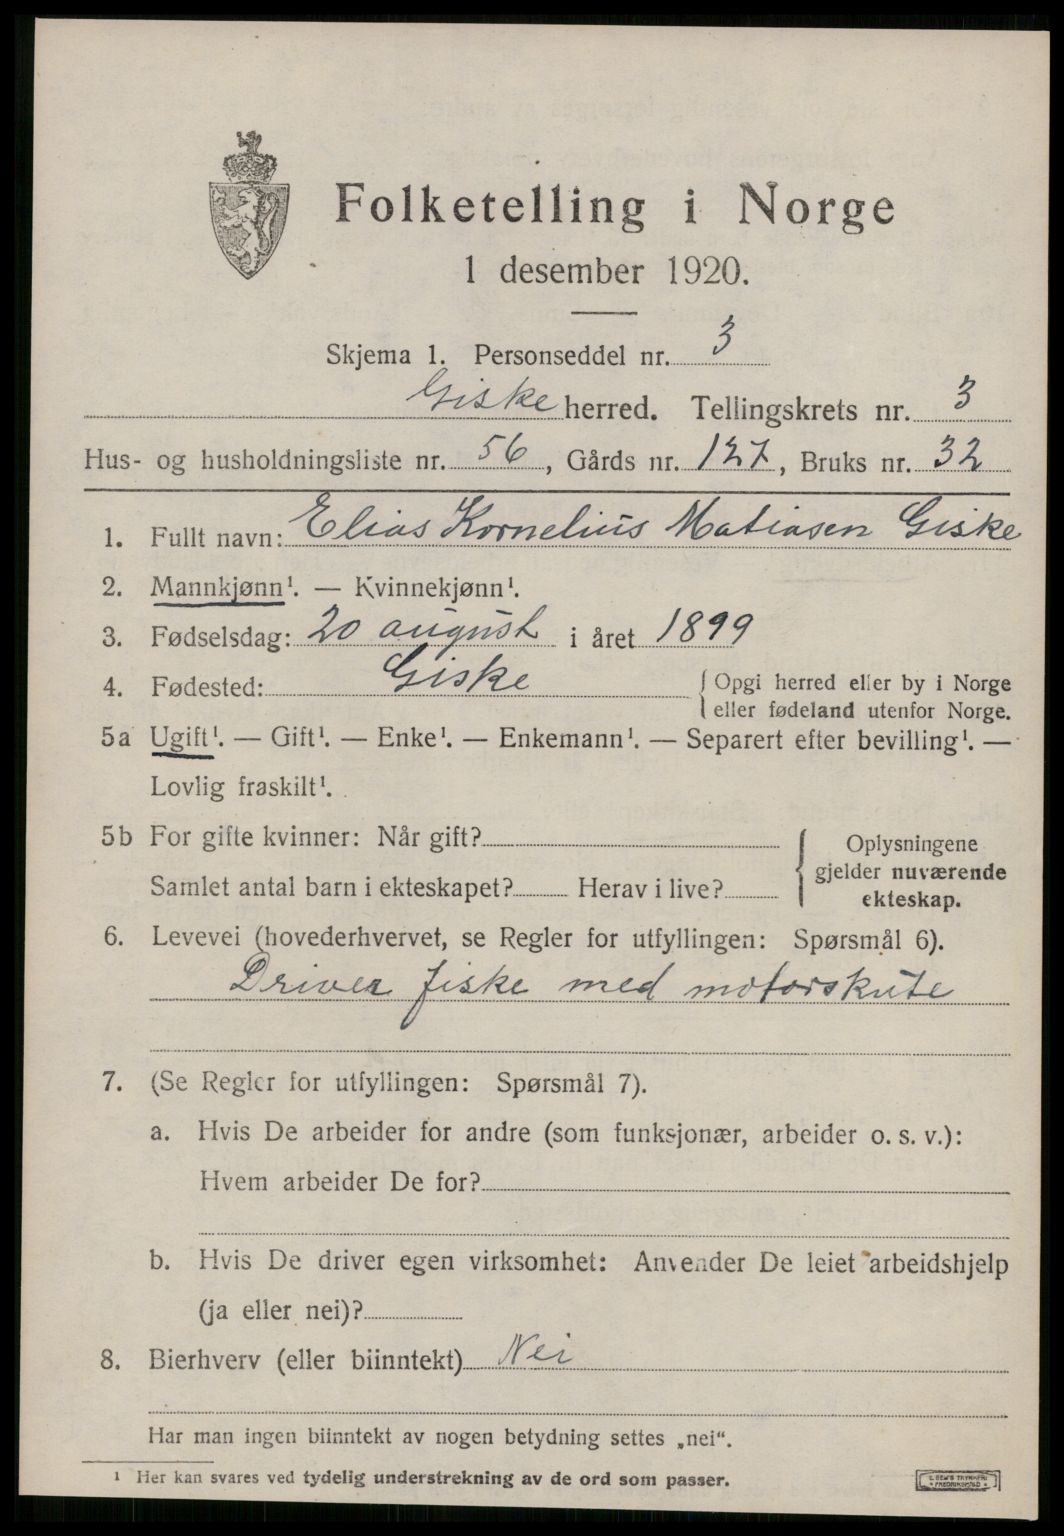 Folketelling i Norge
1 desember 1920.
Skjema 1. Personseddel nr. 3
Giske herred. Tellingskrets nr. 3
Hus- og husholdningsliste nr. 56, Gårds nr. 127, Bruks nr. 32
1. Fullt navn: Elias Kornelius Matiasen Giske
2. Mannkjønn¹. — Kvinnekjønn¹.
3. Fødselsdag: 20 august i året 1899
4. Fødested: Giske { Opgi herred eller by i Norge
eller fødeland utenfor Norge.
5a Ugift¹. — Gift¹. — Enke¹. — Enkemann¹. — Separert efter bevilling¹. —
Lovlig fraskilt¹.
5b For gifte kvinner: Når gift?
Samlet antal barn i ekteskapet? Herav i live?
{ Oplysningene
gjelder nuværende
ekteskap.
6. Levevei (hovederhvervet, se Regler for utfyllingen: Spørsmål 6).
Driver fiske med motorskute
7. (Se Regler for utfyllingen: Spørsmål 7).
a. Hvis De arbeider for andre (som funksjonær, arbeider o. s. v.):
Hvem arbeider De for?
b. Hvis De driver egen virksomhet: Anvender De leiet arbeidshjelp
(ja eller nei)?
8. Bierhverv (eller biinntekt) Nei
Har man ingen biinntekt av nogen betydning settes „nei".
¹ Her kan svares ved tydelig understrekning av de ord som passer.
TRYKKERI
FREDRIKSTAD